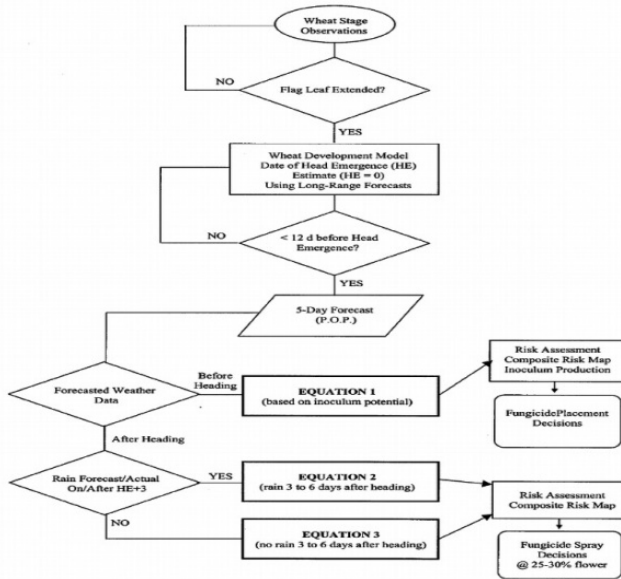 Wheat Stage
Observations
NO
Flag Leaf Extended?
YES
Wheat Development Model
Date of Head Emergence (HE)
Estimate (HE = 0)
Using Long-Range Forecasts
NO
< 12 d before Head
Emergence?
YES
5-Day Forecast
(P.O.P.)
Forecasted Weather
Data
Before
Heading
EQUATION 1
(based on inoculum potential)
Risk Assessment
Composite Risk Map
Inoculum Production
FungicidePlacement
Decisions
After Heading
Rain Forecast/Actual
On/After HE+3
YES
EQUATION 2
(rain 3 to 6 days after heading)
NO
EQUATION 3
(no rain 3 to 6 days after heading)
Risk Assessment
Composite Risk Map
Fungicide Spray
Decisions
@ 25-30% flower